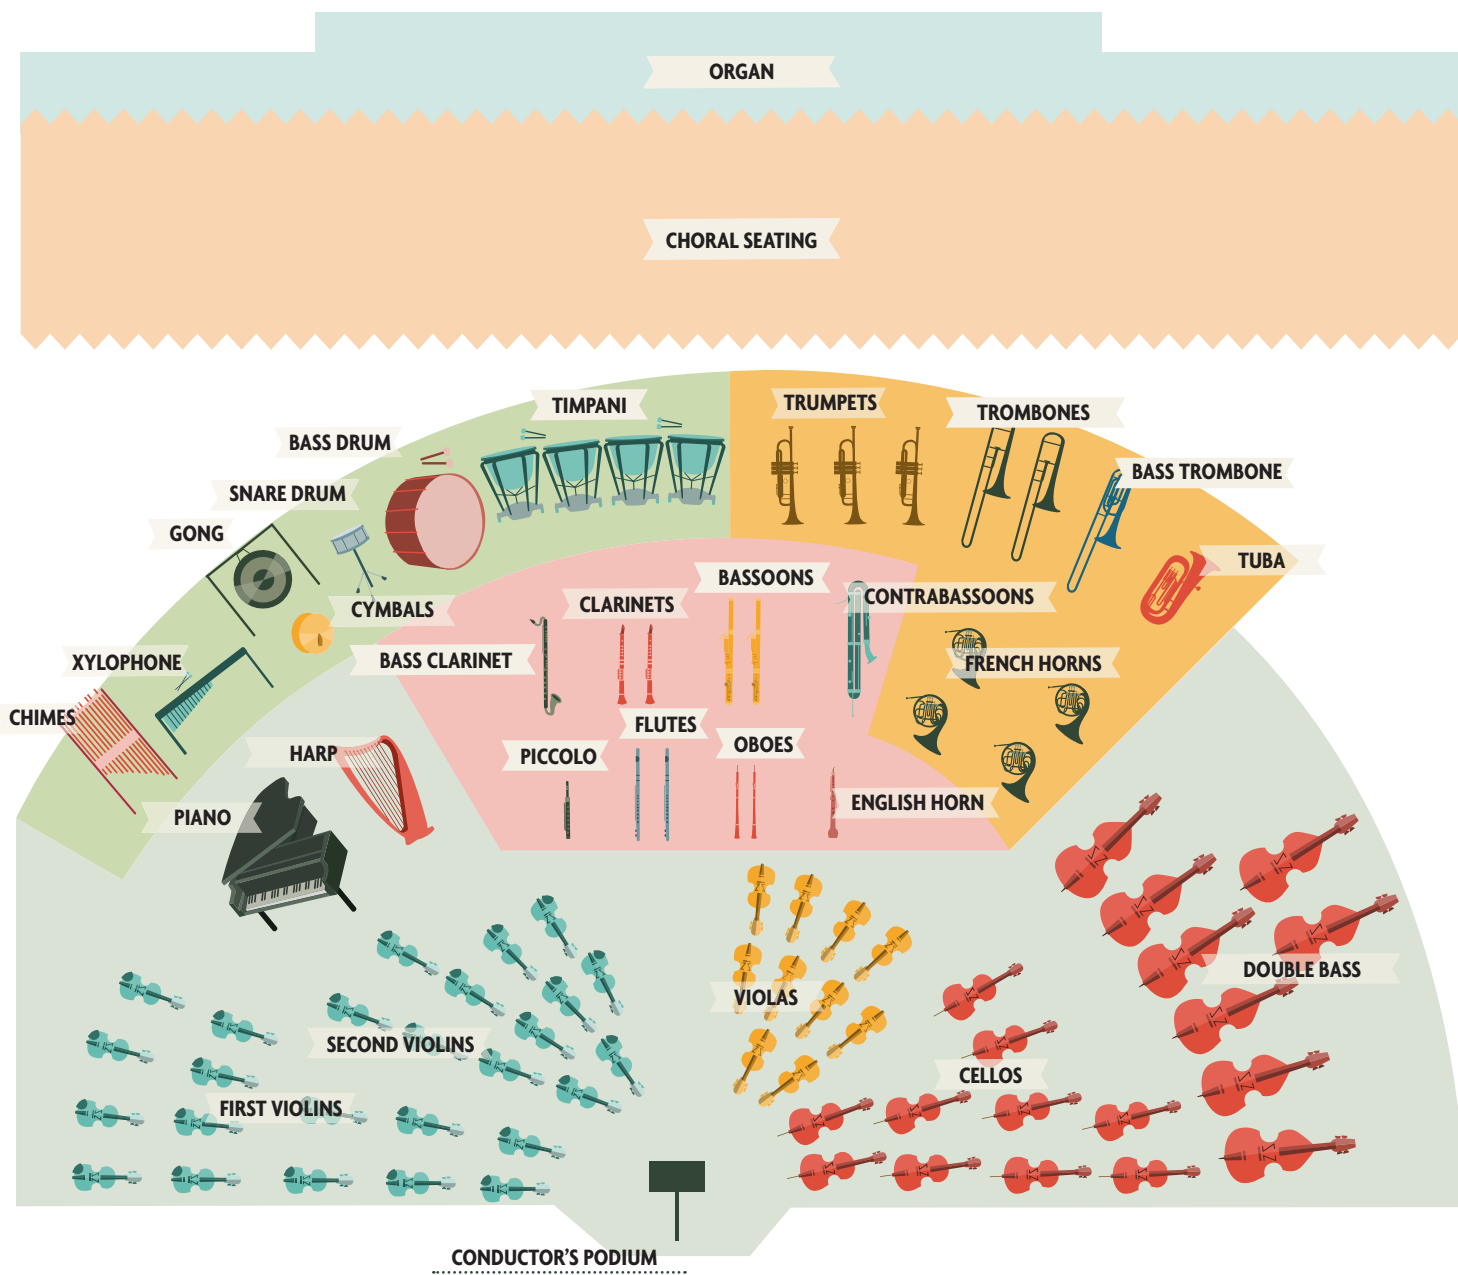 ORGAN
CHORAL SEATING
TIMPANI
TRUMPETS
TROMBONES
BASS DRUM
BASS TROMBONE
SNARE DRUM
GONG
TUBA
BASSOONS
CONTRABASSOONS
CLARINETS
CYMBALS
XYLOPHONE
BASS CLARINET
FRENCH HORNS
CHIMES
FLUTES
OBOES
HARP
PICCOLO
ENGLISH HORN
PIANO
DOUBLE BASS
VIOLAS
SECOND VIOLINS
CELLOS
FIRST VIOLINS
CONDUCTOR'S PODIUM